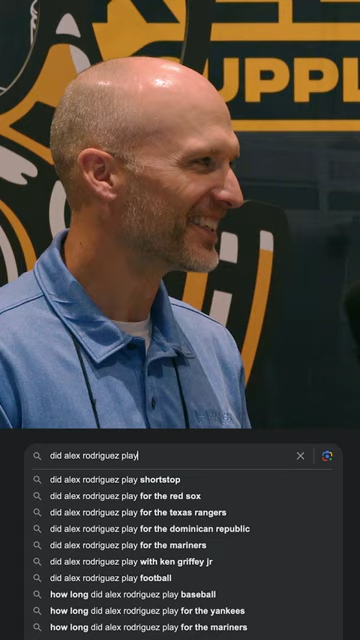 UPPL
did alex rodriguez play
did alex rodriguez play shortstop
did alex rodriguez play for the red sox
did alex rodriguez play for the texas rangers
did alex rodriguez play for the dominican republic
did alex rodriguez play for the mariners
did alex rodriguez play with ken griffey jr
did alex rodriguez play football
how long did alex rodriguez play baseball
how long did alex rodriguez play for the yankees
how long did alex rodriguez play for the mariners